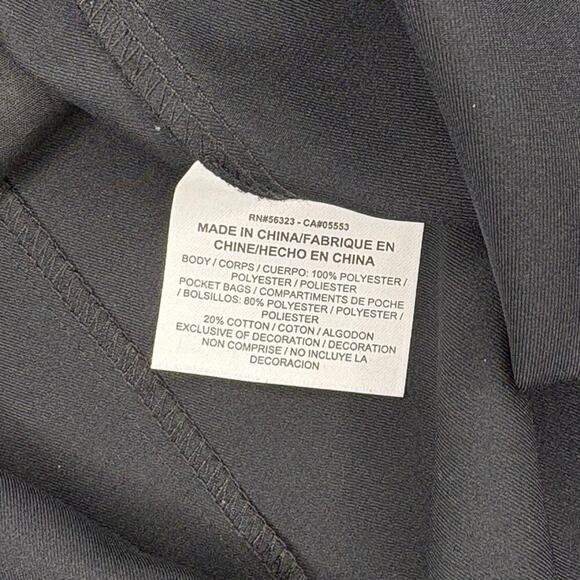 RN#56323 - CA#05553
MADE IN CHINA/FABRIQUE EN
CHINE/HECHO EN CHINA
BODY / CORPS / CUERPO: 100% POLYESTER /
POLYESTER / POLIESTER
POCKET BAGS / COMPARTIMENTS DE POCHE
/ BOLSILLOS: 80% POLYESTER / POLYESTER /
POLIESTER
20% COTTON / COTON / ALGODON
EXCLUSIVE OF DECORATION / DECORATION
NON COMPRISE / NO INCLUYE LA
DECORACION